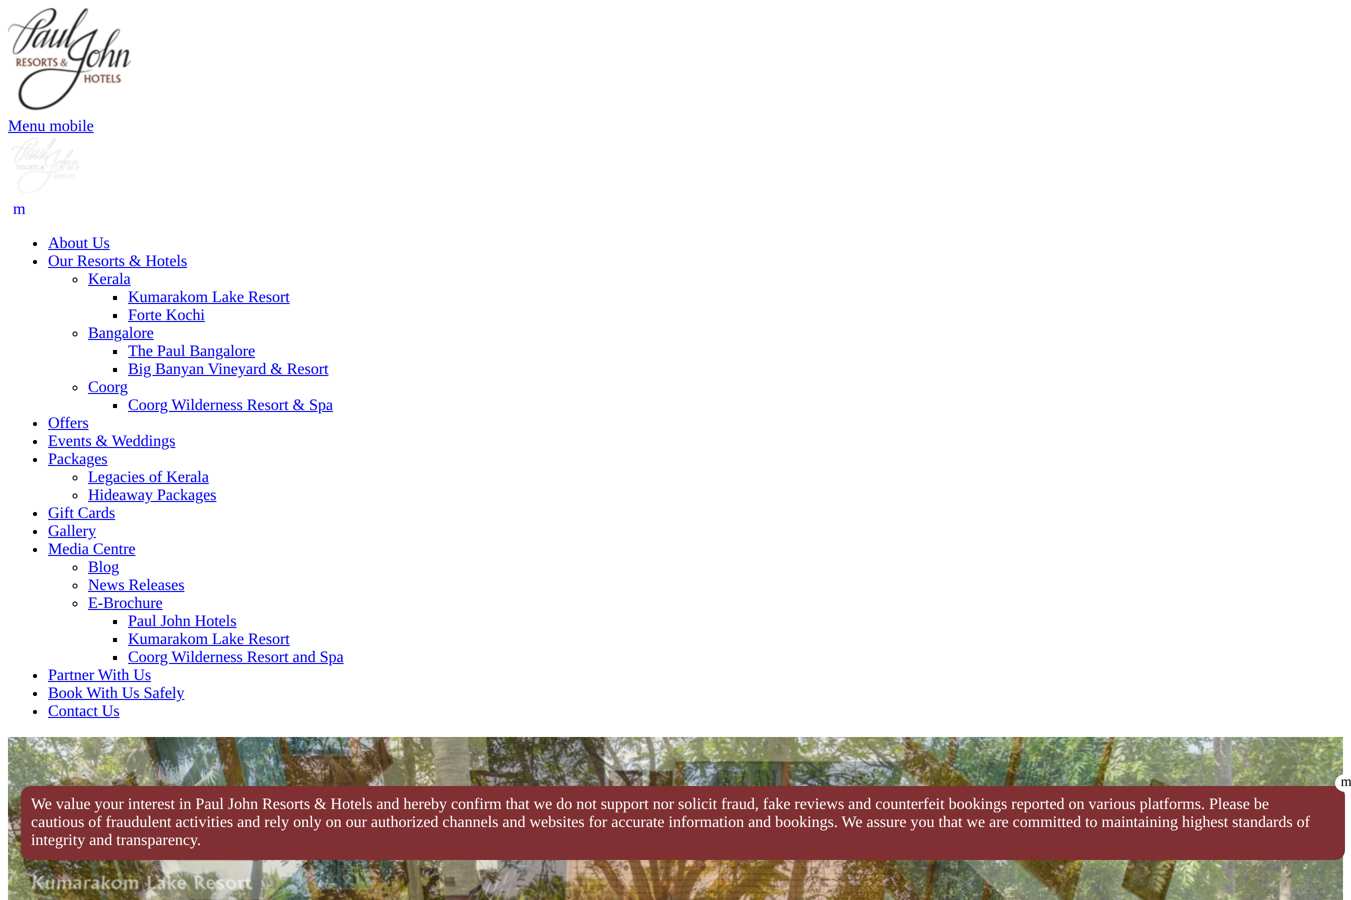 Paul John
RESORTS &
HOTELS
Menu mobile
m
About Us
Our Resorts & Hotels
Kerala
Kumarakom Lake Resort
Forte Kochi
Bangalore
The Paul Bangalore
Big Banyan Vineyard & Resort
Coorg
Coorg Wilderness Resort & Spa
Offers
Events & Weddings
Packages
Legacies of Kerala
Hideaway Packages
Gift Cards
Gallery
Media Centre
Blog
News Releases
E-Brochure
Paul John Hotels
Kumarakom Lake Resort
Coorg Wilderness Resort and Spa
Partner With Us
Book With Us Safely
Contact Us
m
We value your interest in Paul John Resorts & Hotels and hereby confirm that we do not support nor solicit fraud, fake reviews and counterfeit bookings reported on various platforms. Please be
cautious of fraudulent activities and rely only on our authorized channels and websites for accurate information and bookings. We assure you that we are committed to maintaining highest standards of
integrity and transparency.
Kumarakom Lake Resort